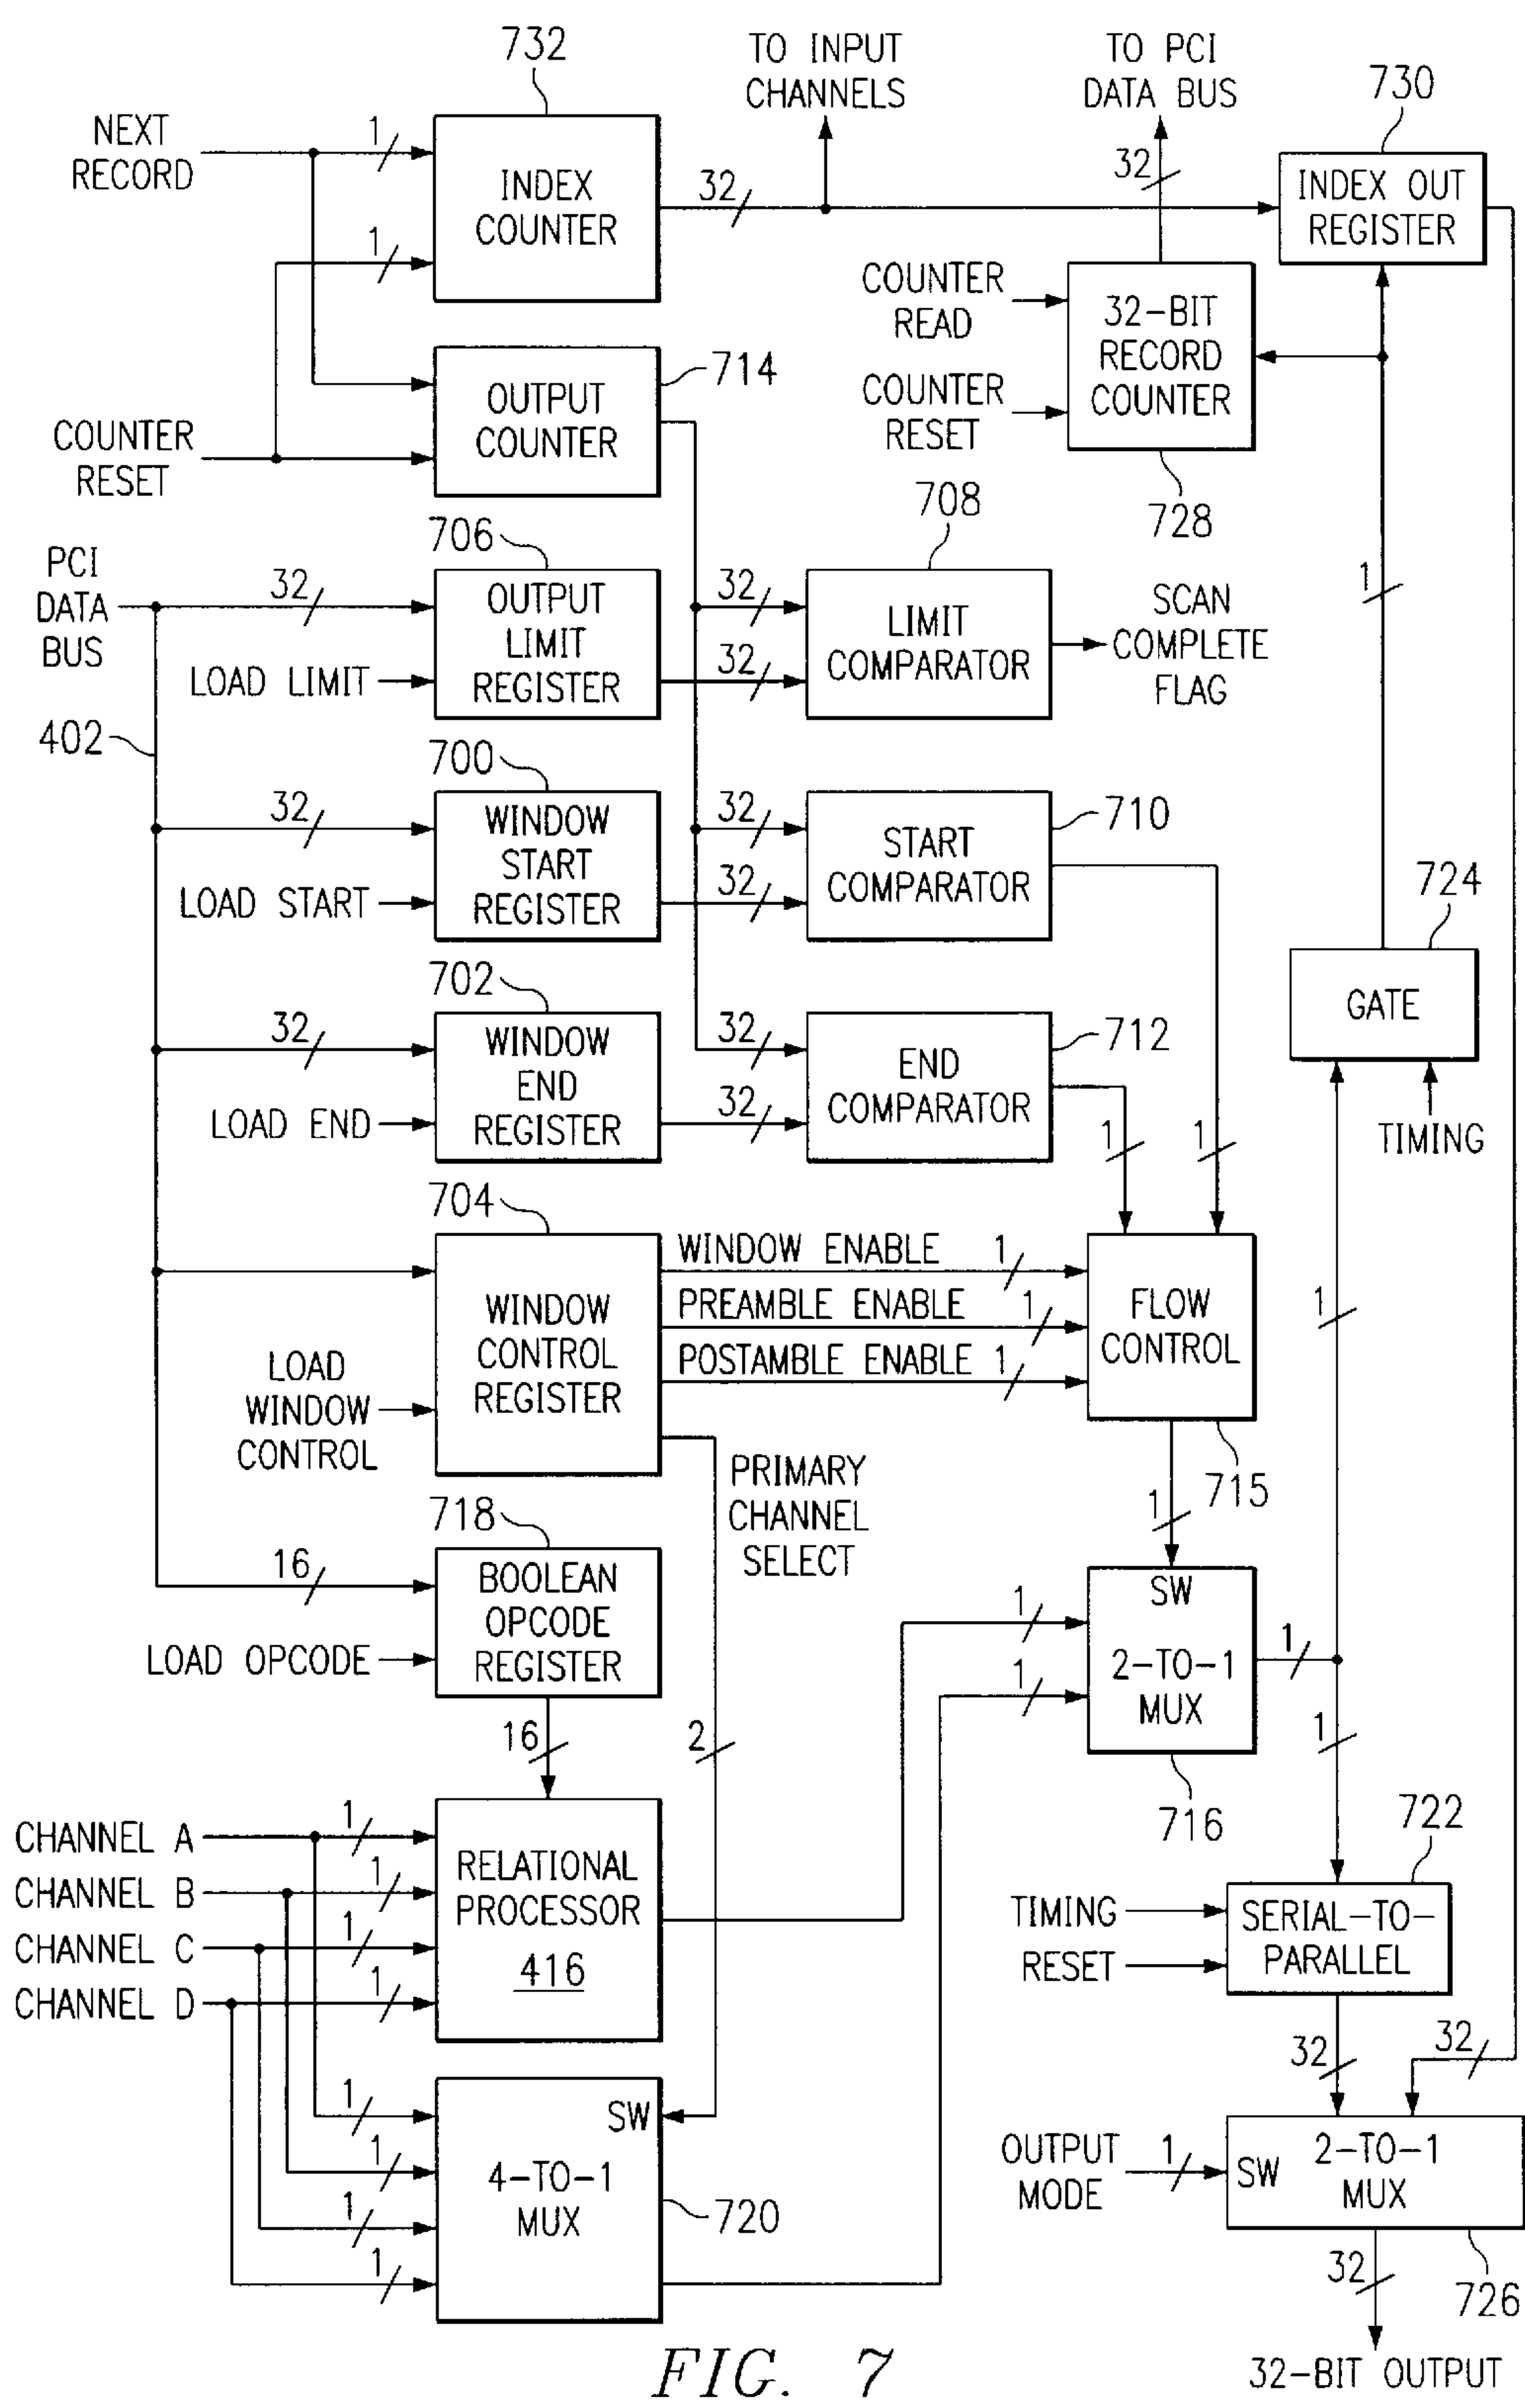 732
TO INPUT
CHANNELS
TO PCI
DATA BUS
730
NEXT
RECORD
1
1
INDEX
COUNTER
32
32
INDEX OUT
REGISTER
COUNTER
READ
COUNTER
RESET
32-BIT
RECORD
COUNTER
728
COUNTER
RESET
OUTPUT
COUNTER
714
PCI
DATA
BUS
402
706
32
LOAD LIMIT
OUTPUT
LIMIT
REGISTER
32
32
708
LIMIT
COMPARATOR
SCAN
COMPLETE
FLAG
1
700
32
LOAD START
WINDOW
START
REGISTER
32
32
START
COMPARATOR
710
724
GATE
TIMING
702
32
LOAD END
WINDOW
END
REGISTER
32
32
END
COMPARATOR
712
1
1
704
LOAD
WINDOW
CONTROL
WINDOW
CONTROL
REGISTER
WINDOW ENABLE
1
PREAMBLE ENABLE
1
POSTAMBLE ENABLE
1
FLOW
CONTROL
715
1
PRIMARY
CHANNEL
SELECT
1
718
16
LOAD OPCODE
BOOLEAN
OPCODE
REGISTER
16
2
1
1
SW
2-TO-1
MUX
716
1
1
CHANNEL A
CHANNEL B
CHANNEL C
CHANNEL D
1
1
1
1
RELATIONAL
PROCESSOR
416
722
TIMING
RESET
SERIAL-TO-
PARALLEL
32
32
1
1
1
1
SW
4-TO-1
MUX
720
OUTPUT
MODE
1
SW
2-TO-1
MUX
726
32
32-BIT OUTPUT
FIG. 7